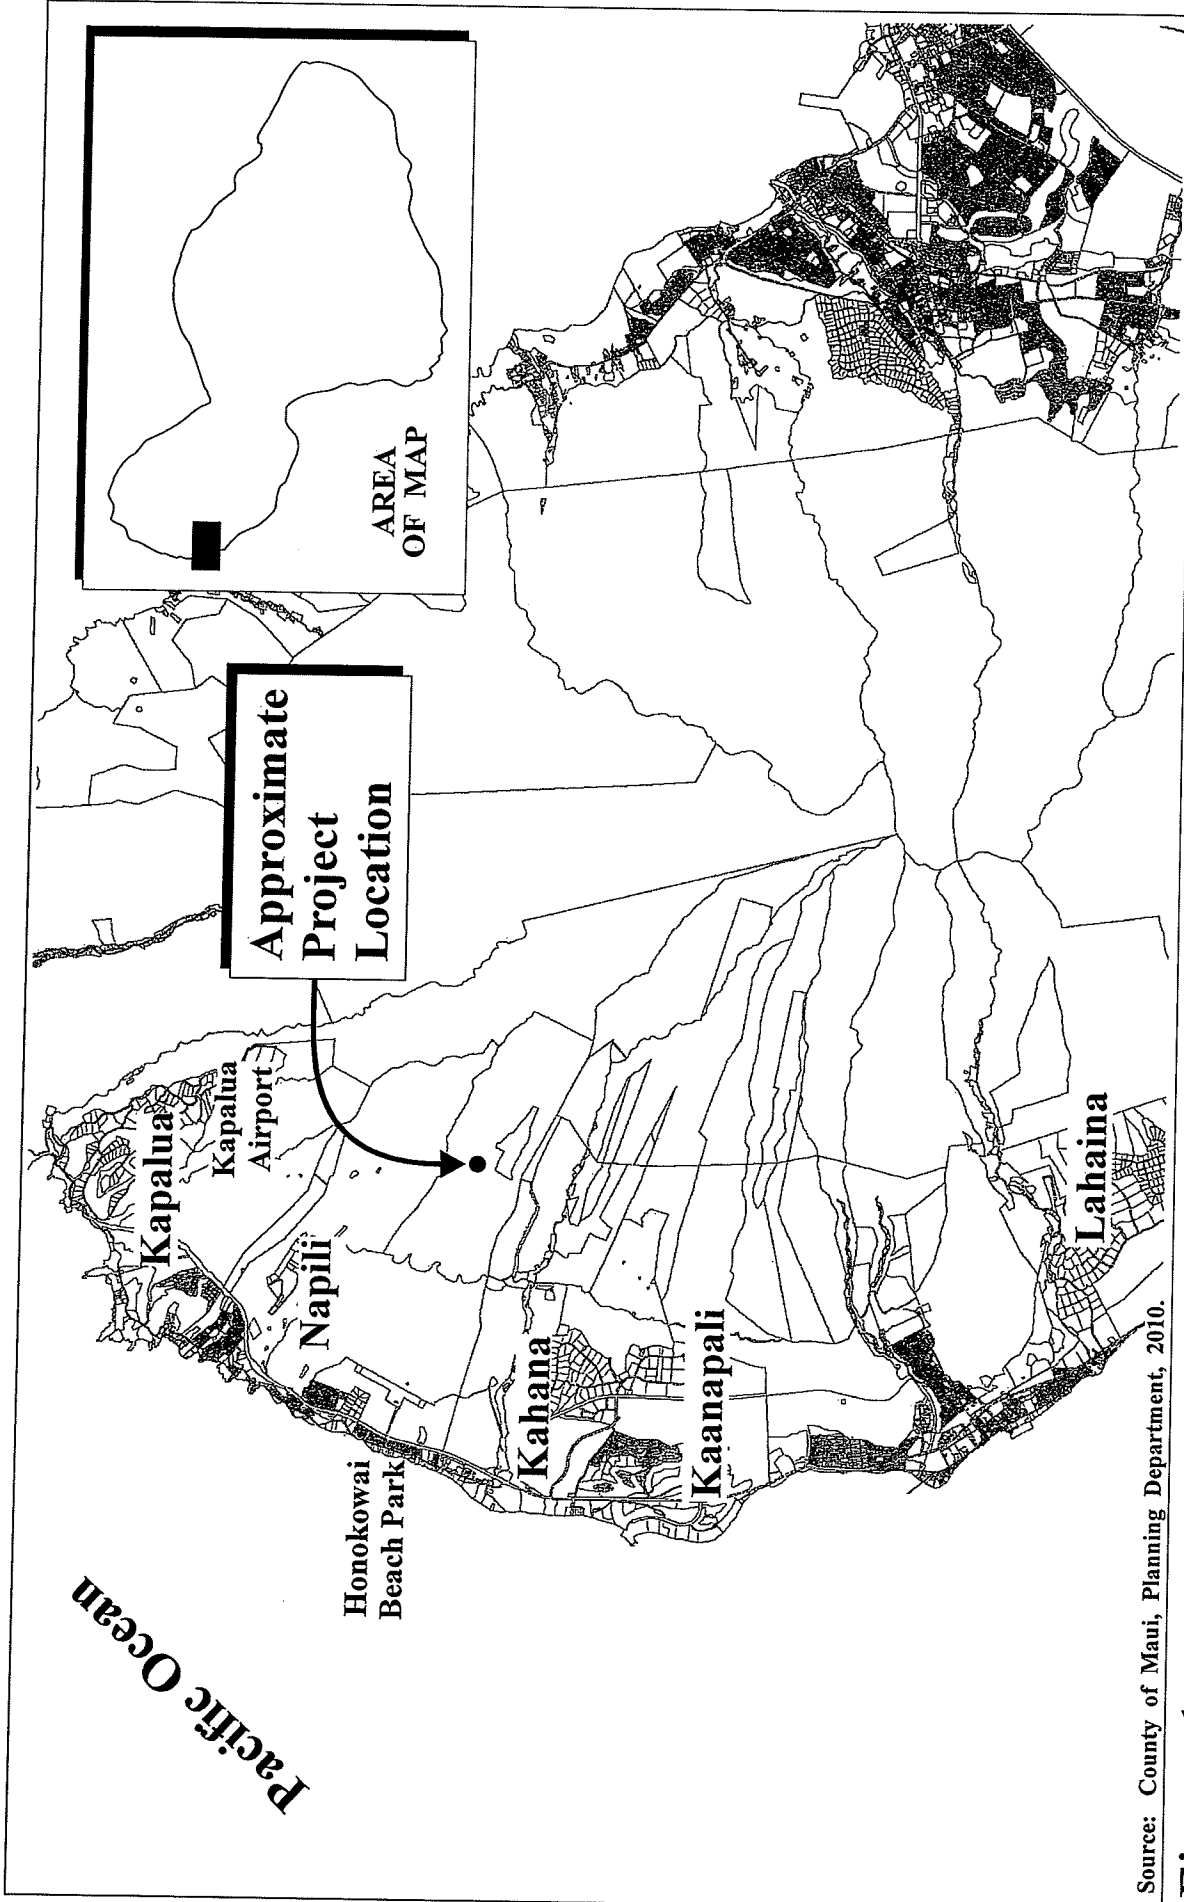 Pacific Ocean
Honokowai
Beach Park
Kapalua
Kapalua
Airport
Napili
Kahana
Kaanapali
Lahaina
Approximate
Project
Location
AREA
OF MAP
Source: County of Maui, Planning Department, 2010.